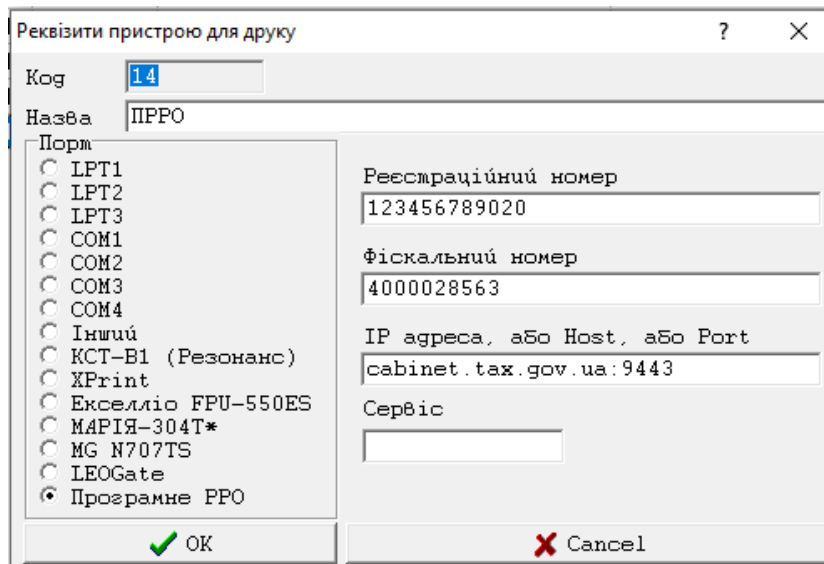 Реквізити пристрою для друку
Код 14
Назва ПРРО
Порт
LPT1
LPT2
LPT3
COM1
COM2
COM3
COM4
Інший
КСТ-В1 (Резонанс)
XPrint
Екселліо FPU-550ES
МАРІЯ-304Т*
MG N707TS
LEOGate
Програмне РРО
Реєстраційний номер
123456789020
Фіскальний номер
4000028563
IP адреса, або Host, або Port
cabinet.tax.gov.ua:9443
Сервіс
OK
Cancel